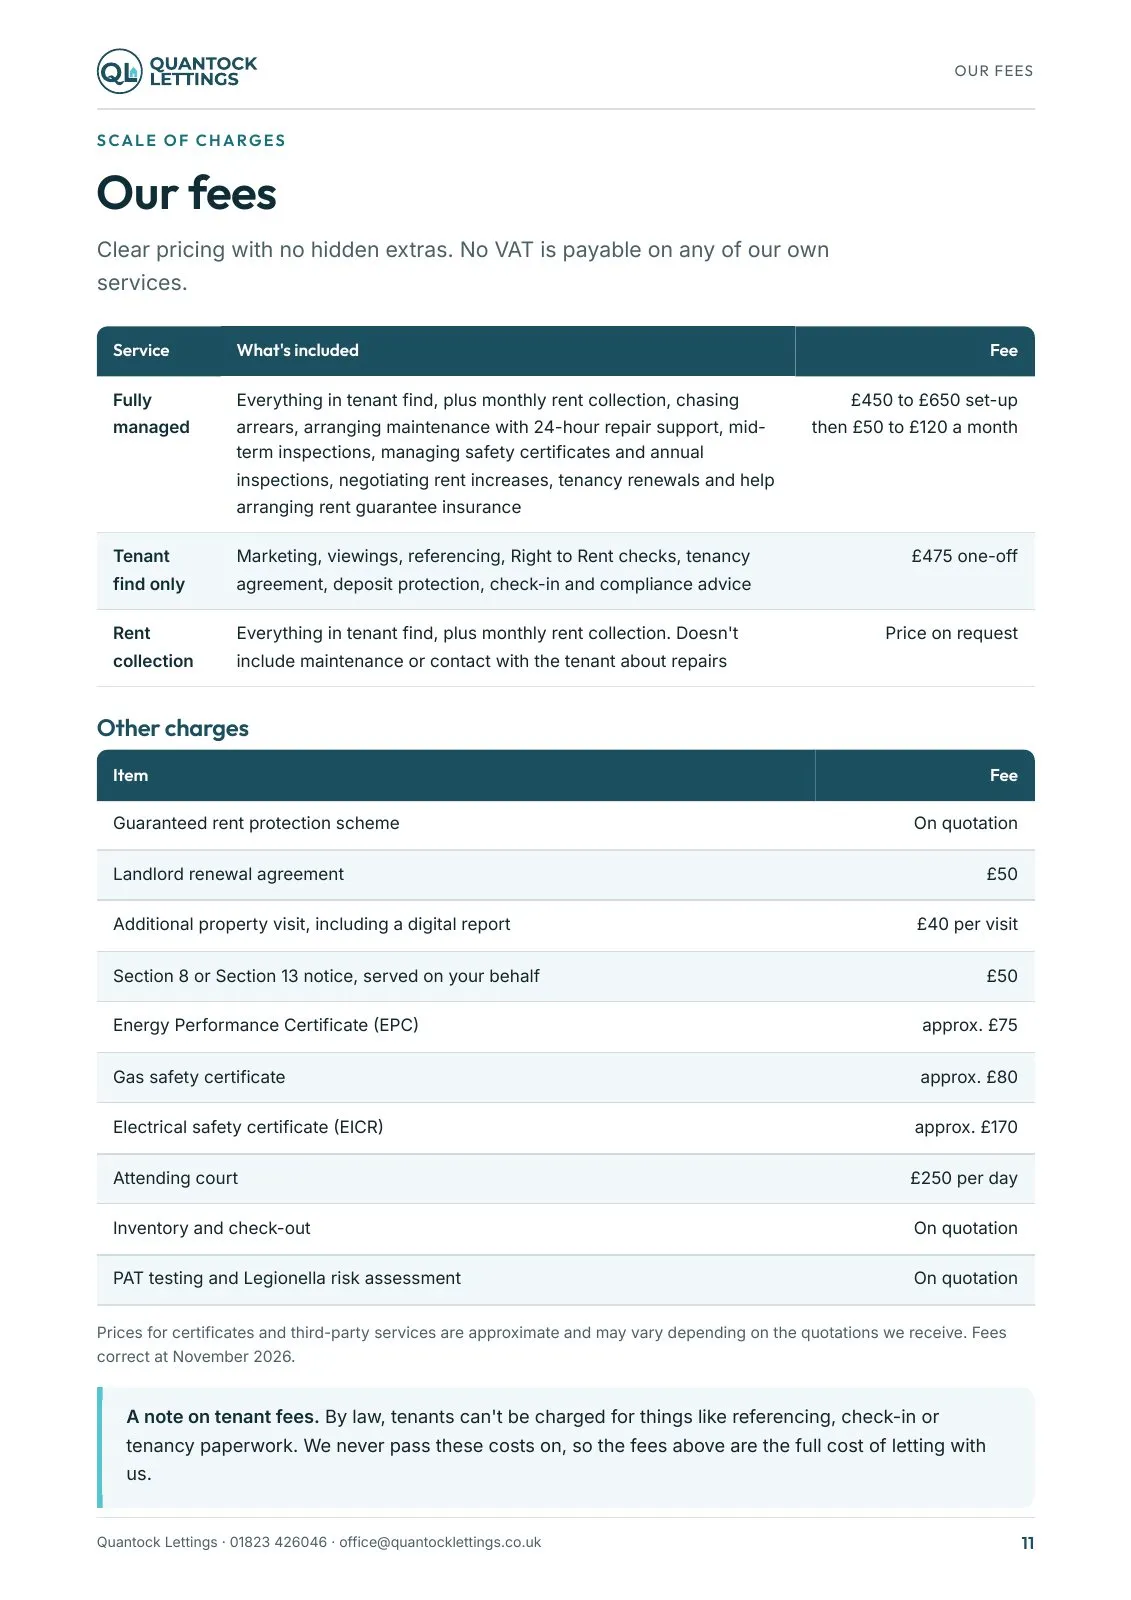 QL QUANTOCK
LETTINGS
OUR FEES
SCALE OF CHARGES
Our fees
Clear pricing with no hidden extras. No VAT is payable on any of our own
services.
Service What's included Fee
Fully Everything in tenant find, plus monthly rent collection, chasing £450 to £650 set-up
managed arrears, arranging maintenance with 24-hour repair support, mid- then £50 to £120 a month
term inspections, managing safety certificates and annual
inspections, negotiating rent increases, tenancy renewals and help
arranging rent guarantee insurance
Tenant Marketing, viewings, referencing, Right to Rent checks, tenancy £475 one-off
find only agreement, deposit protection, check-in and compliance advice
Rent Everything in tenant find, plus monthly rent collection. Doesn't Price on request
collection include maintenance or contact with the tenant about repairs
Other charges
Item Fee
Guaranteed rent protection scheme On quotation
Landlord renewal agreement £50
Additional property visit, including a digital report £40 per visit
Section 8 or Section 13 notice, served on your behalf £50
Energy Performance Certificate (EPC) approx. £75
Gas safety certificate approx. £80
Electrical safety certificate (EICR) approx. £170
Attending court £250 per day
Inventory and check-out On quotation
PAT testing and Legionella risk assessment On quotation
Prices for certificates and third-party services are approximate and may vary depending on the quotations we receive. Fees
correct at November 2026.
A note on tenant fees. By law, tenants can't be charged for things like referencing, check-in or
tenancy paperwork. We never pass these costs on, so the fees above are the full cost of letting with
us.
Quantock Lettings · 01823 426046 · office@quantocklettings.co.uk 11